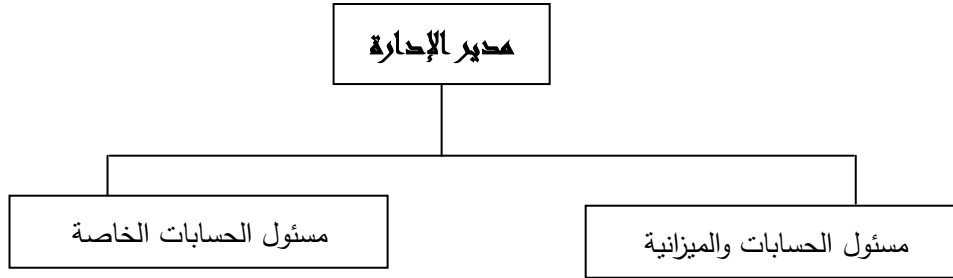 مدير الإدارة
مسئول الحسابات والميزانية
مسئول الحسابات الخاصة